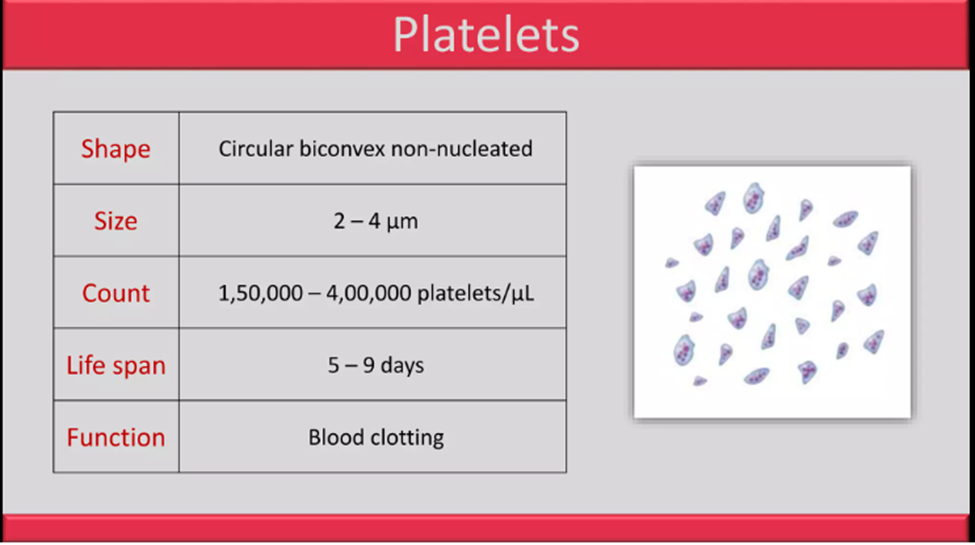 Platelets
Shape Circular biconvex non-nucleated
Size 2 – 4 µm
Count 1,50,000 – 4,00,000 platelets/µL
Life span 5 – 9 days
Function Blood clotting